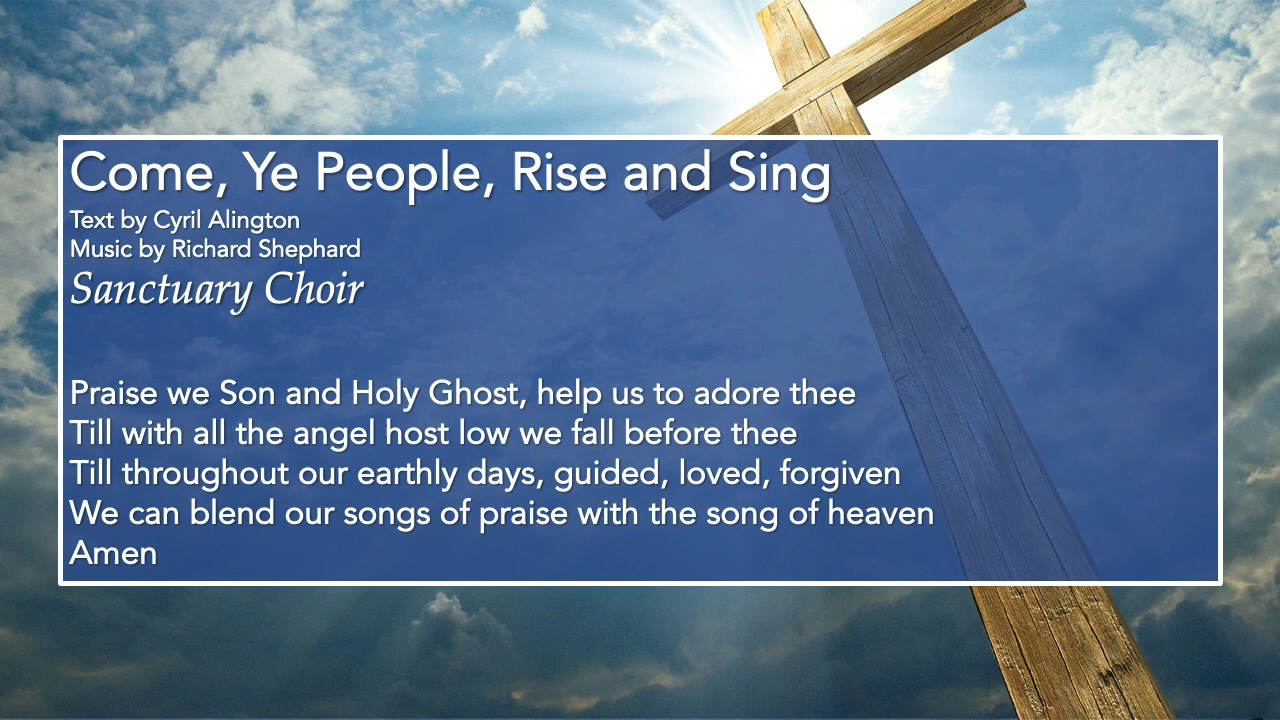 Come, Ye People, Rise and Sing
Text by Cyril Alington
Music by Richard Shephard
Sanctuary Choir
Praise we Son and Holy Ghost, help us to adore thee
Till with all the angel host low we fall before thee
Till throughout our earthly days, guided, loved, forgiven
We can blend our songs of praise with the song of heaven
Amen